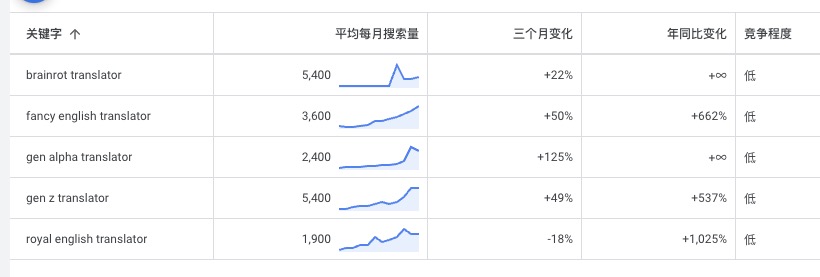 关键字 ↑ 平均每月搜索量 三个月变化 年同比变化 竞争程度
brainrot translator 5,400 +22% +∞ 低
fancy english translator 3,600 +50% +662% 低
gen alpha translator 2,400 +125% +∞ 低
gen z translator 5,400 +49% +537% 低
royal english translator 1,900 -18% +1,025% 低